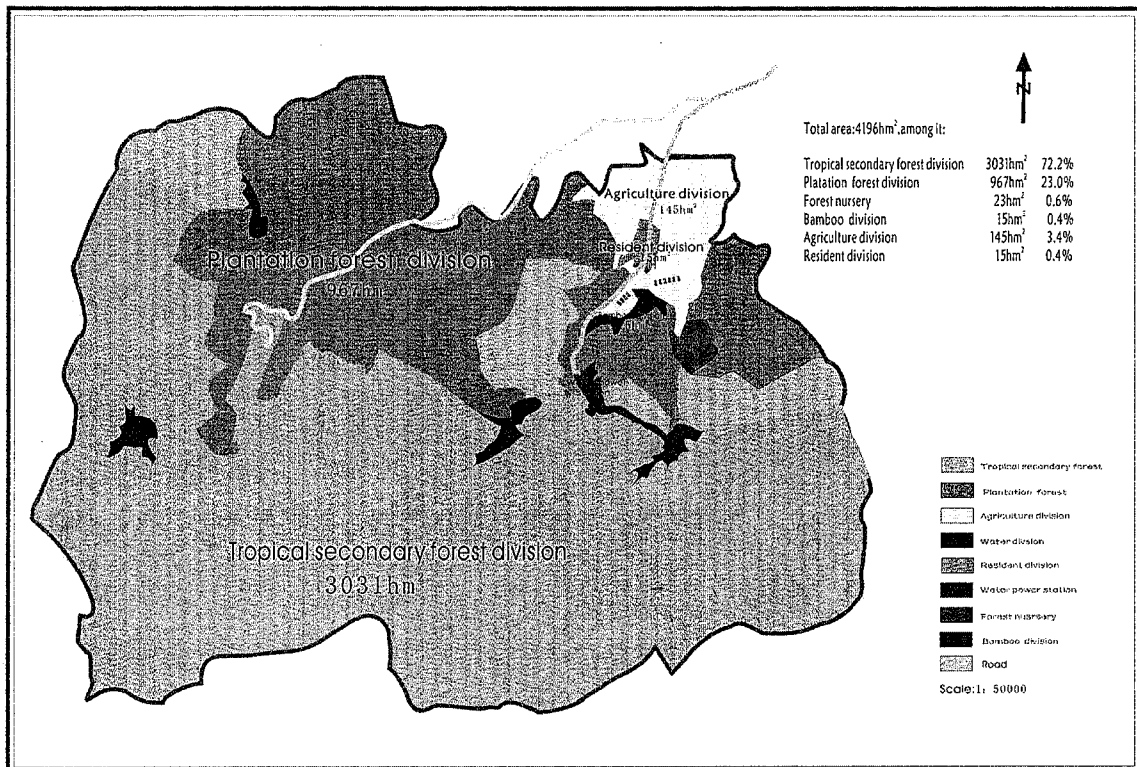 N
Total area:4196hm²,among it:
Tropical secondary forest division 3031hm² 72.2%
Platation forest division 967hm² 23.0%
Forest nursery 23hm² 0.6%
Bamboo division 15hm² 0.4%
Agriculture division 145hm² 3.4%
Resident division 15hm² 0.4%
Agriculture division
145hm²
Resident division
Plantation forest division
967hm²
Tropical secondary forest division
3031hm²
Tropical secondary forest
Plantation forest
Agriculture division
Water division
Resident division
Water power station
Forest nursery
Bamboo division
Road
Scale:1: 50000